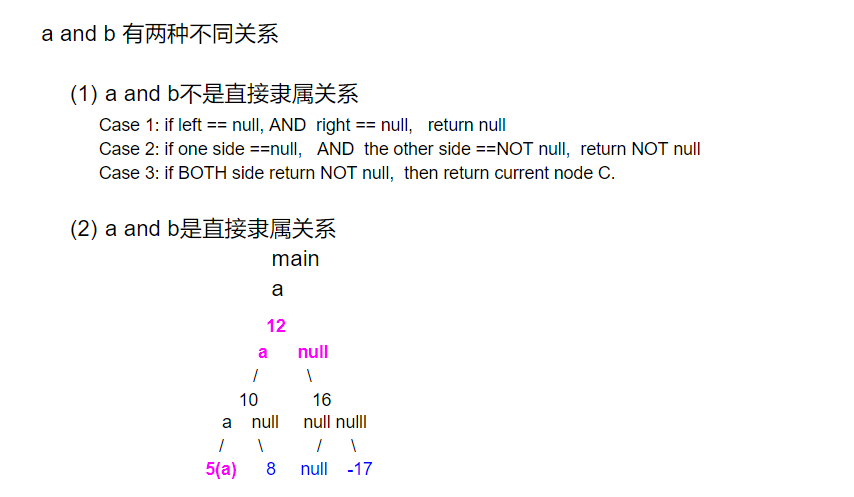 a and b 有两种不同关系
(1) a and b不是直接隶属关系
Case 1: if left == null, AND right == null, return null
Case 2: if one side ==null, AND the other side ==NOT null, return NOT null
Case 3: if BOTH side return NOT null, then return current node C.
(2) a and b是直接隶属关系
main
a
12
a null
/ \
10 16
a null null nulll
/ \ / \
5(a) 8 null -17